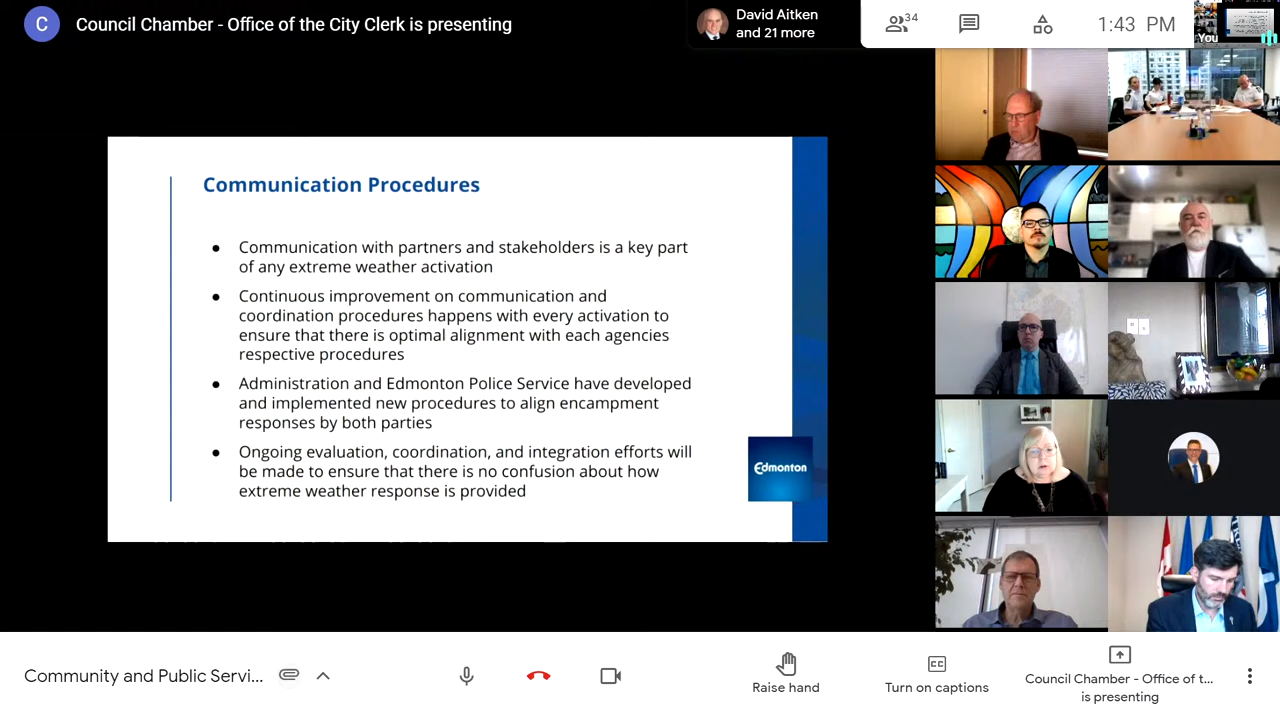 C Council Chamber - Office of the City Clerk is presenting
David Aitken
and 21 more
34
1:43 PM
You
Communication Procedures
● Communication with partners and stakeholders is a key part
of any extreme weather activation
● Continuous improvement on communication and
coordination procedures happens with every activation to
ensure that there is optimal alignment with each agencies
respective procedures
● Administration and Edmonton Police Service have developed
and implemented new procedures to align encampment
responses by both parties
● Ongoing evaluation, coordination, and integration efforts will
be made to ensure that there is no confusion about how
extreme weather response is provided
Edmonton
Community and Public Servi...
Raise hand
CC
Turn on captions
Council Chamber - Office of t...
is presenting